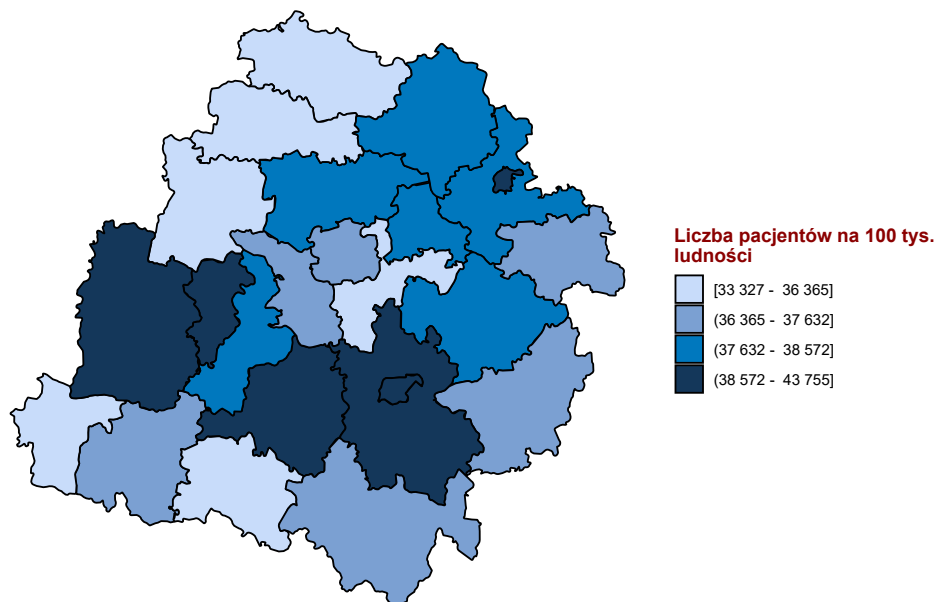 Liczba pacjentów na 100 tys.
ludności
[33 327 - 36 365]
(36 365 - 37 632]
(37 632 - 38 572]
(38 572 - 43 755]